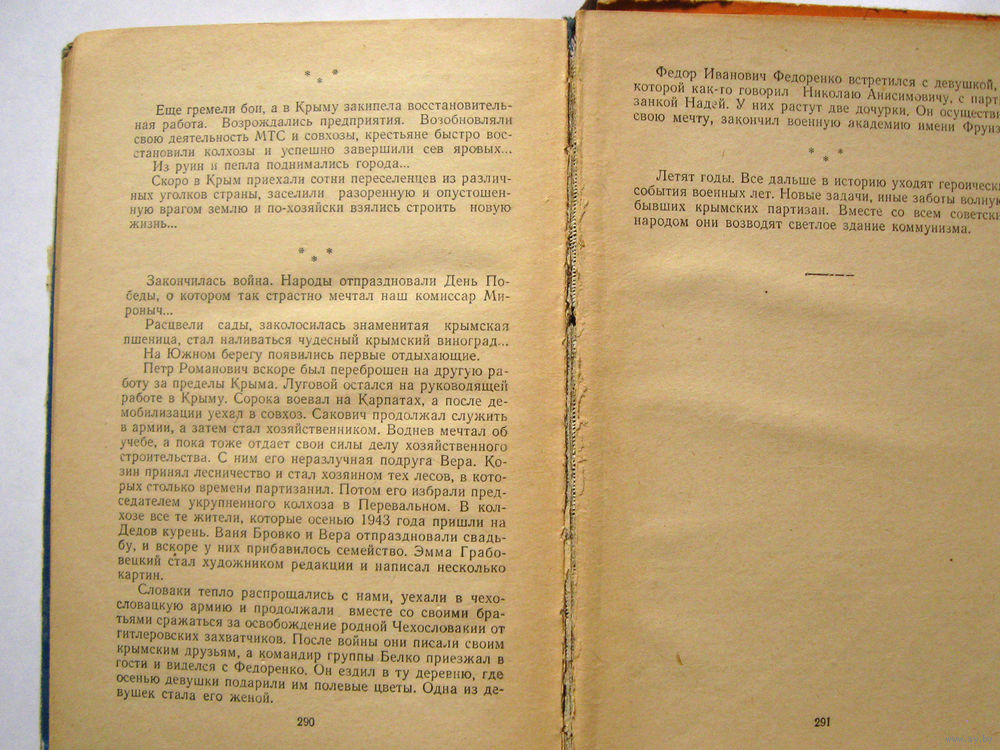 * * *
Еще гремели бои, а в Крыму закипела восстановитель-
ная работа. Возрождались предприятия. Возобновляли
свою деятельность МТС и совхозы, крестьяне быстро вос-
становили колхозы и успешно завершили сев яровых...
Из руин и пепла поднимались города...
Скоро в Крым приехали сотни переселенцев из различ-
ных уголков страны, заселили разоренную и опустошен-
ную врагом землю и по-хозяйски взялись строить новую
жизнь...
* * *
Закончилась война. Народы отпраздновали День По-
беды, о котором так страстно мечтал наш комиссар Ми-
роныч...
Расцвели сады, заколосилась знаменитая крымская
пшеница, стал наливаться чудесный крымский виноград...
На Южном берегу появились первые отдыхающие.
Петр Романович вскоре был переброшен на другую ра-
боту за пределы Крыма. Луговой остался на руководящей
работе в Крыму. Сорока воевал на Карпатах, а после де-
мобилизации уехал в совхоз. Сакович продолжал служить
в армии, а затем стал хозяйственником. Воднев мечтал об
учебе, а пока тоже отдает свои силы делу хозяйственного
строительства. С ним его неразлучная подруга Вера. Ко-
зин принял лесничество и стал хозяином тех лесов, в кото-
рых столько времени партизанил. Потом его избрали пред-
седателем укрупненного колхоза в Перевальном. В кол-
хозе все те жители, которые осенью 1943 года пришли на
Дедов курень. Ваня Бровко и Вера отпраздновали свадь-
бу, и вскоре у них прибавилось семейство. Эмма Грабо-
вецкий стал художником редакции и написал несколько
картин.
Словаки тепло распрощались с нами, уехали в чехо-
словацкую армию и продолжали вместе со своими бра-
тьями сражаться за освобождение родной Чехословакии от
гитлеровских захватчиков. После войны они писали своим
крымским друзьям, а командир группы Белко приезжал в
гости и виделся с Федоренко. Он ездил в ту деревню, где
осенью девушки подарили им полевые цветы. Одна из де-
вушек стала его женой.
290
Федор Иванович Федоренко встретился с девушкой,
которой как-то говорил Николаю Анисимовичу, с парт
занкой Надей. У них растут две дочурки. Он осуществи
свою мечту, закончил военную академию имени Фрунз
* * *
Летят годы. Все дальше в историю уходят героическ
события военных лет. Новые задачи, иные заботы волную
бывших крымских партизан. Вместе со всем советски
народом они возводят светлое здание коммунизма.
291